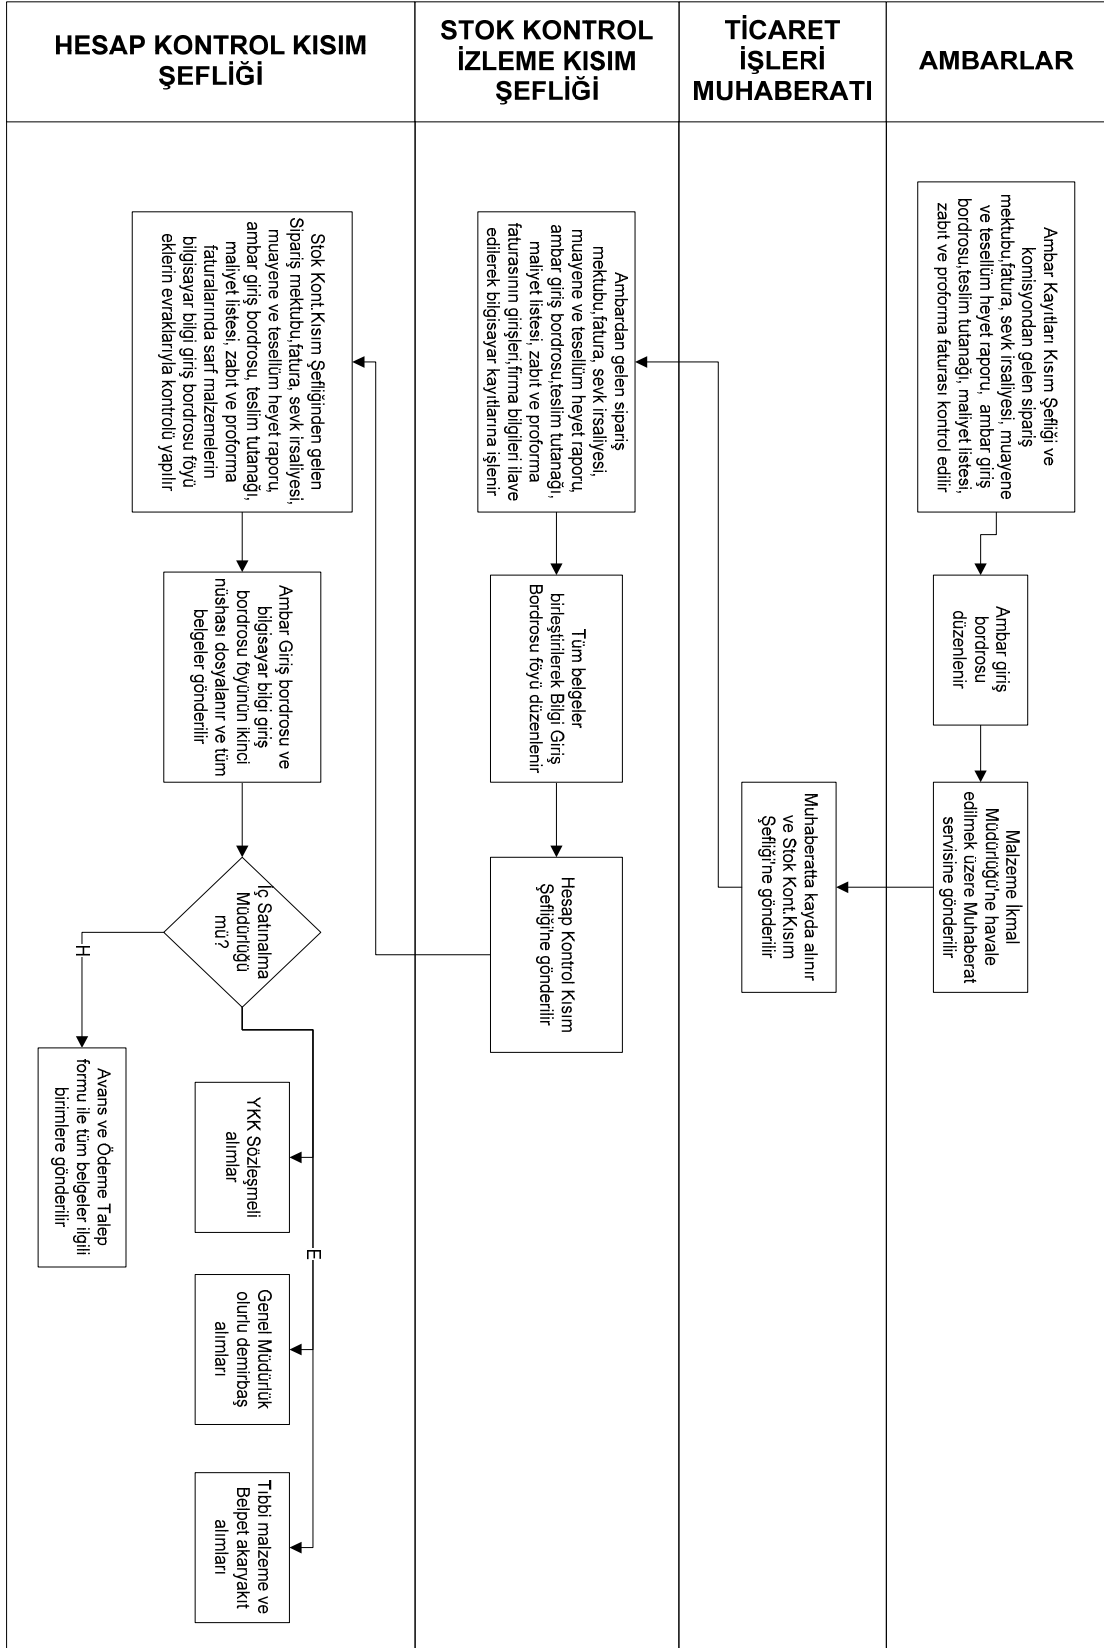 HESAP KONTROL KISIM
ŞEFLİĞİ
STOK KONTROL
İZLEME KISIM
ŞEFLİĞİ
TİCARET
İŞLERİ
MUHABERATI
AMBARLAR
Ambar Kayıtları Kısım Şefliği ve
komisyondan gelen sipariş
mektubu,fatura, sevk irsaliyesi, muayene
ve tesellüm heyet raporu, ambar giriş
bordrosu,teslim tutanağı, maliyet listesi,
zabıt ve proforma faturası kontrol edilir
Ambar giriş
bordrosu
düzenlenir
Malzeme İkmal
Müdürlüğü'ne havale
edilmek üzere Muhaberat
servisine gönderilir
Muhaberatta kayda alınır
ve Stok Kont.Kısım
Şefliği'ne gönderilir
Ambardan gelen sipariş
mektubu,fatura, sevk irsaliyesi,
muayene ve tesellüm heyet raporu,
ambar giriş bordrosu,teslim tutanağı,
maliyet listesi, zabıt ve proforma
faturasının girişleri,firma bilgileri ilave
edilerek bilgisayar kayıtlarına işlenir
Tüm belgeler
birleştirilerek Bilgi Giriş
Bordrosu föyü düzenlenir
Hesap Kontrol Kısım
Şefliği'ne gönderilir
Stok Kont.Kısım Şefliğinden gelen
Sipariş mektubu,fatura, sevk irsaliyesi,
muayene ve tesellüm heyet raporu,
ambar giriş bordrosu, teslim tutanağı,
maliyet listesi, zabıt ve proforma
faturalarında sarf malzemelerin
bilgisayar bilgi giriş bordrosu föyü
eklerin evraklarıyla kontrolü yapılır
Ambar Giriş bordrosu ve
bilgisayar bilgi giriş
bordrosu föyünün ikinci
nüshası dosyalanır ve tüm
belgeler gönderilir
İç Satınalma
Müdürlüğü
mü?
H
E
Avans ve Ödeme Talep
formu ile tüm belgeler ilgili
birimlere gönderilir
YKK Sözleşmeli
alımlar
Genel Müdürlük
olurlu demirbaş
alımları
Tıbbi malzeme ve
Belpet akaryakıt
alımları